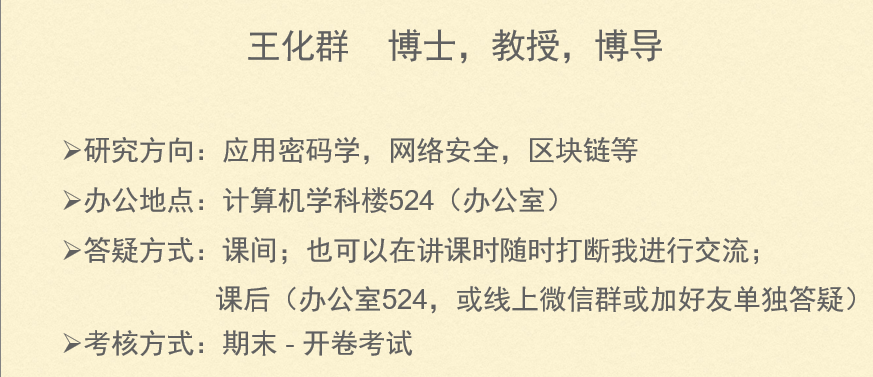 王化群 博士，教授，博导
➢研究方向：应用密码学，网络安全，区块链等
➢办公地点：计算机学科楼524（办公室）
➢答疑方式：课间；也可以在讲课时随时打断我进行交流；
课后（办公室524，或线上微信群或加好友单独答疑）
➢考核方式：期末 - 开卷考试